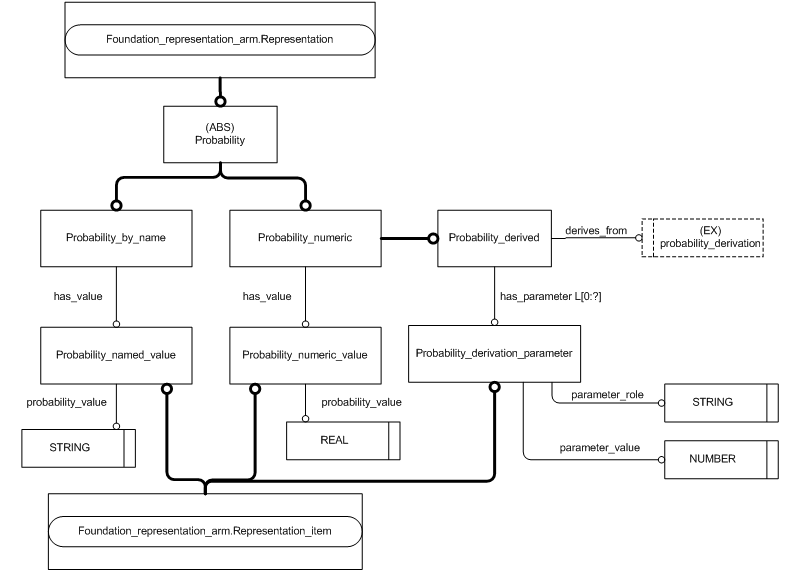 Foundation_representation_arm.Representation
(ABS)
Probability
Probability_by_name
Probability_numeric
Probability_derived
derives_from
(EX)
probability_derivation
has_value
has_value
has_parameter L[0:?]
Probability_named_value
Probability_numeric_value
Probability_derivation_parameter
probability_value
probability_value
parameter_role
STRING
STRING
REAL
parameter_value
NUMBER
Foundation_representation_arm.Representation_item